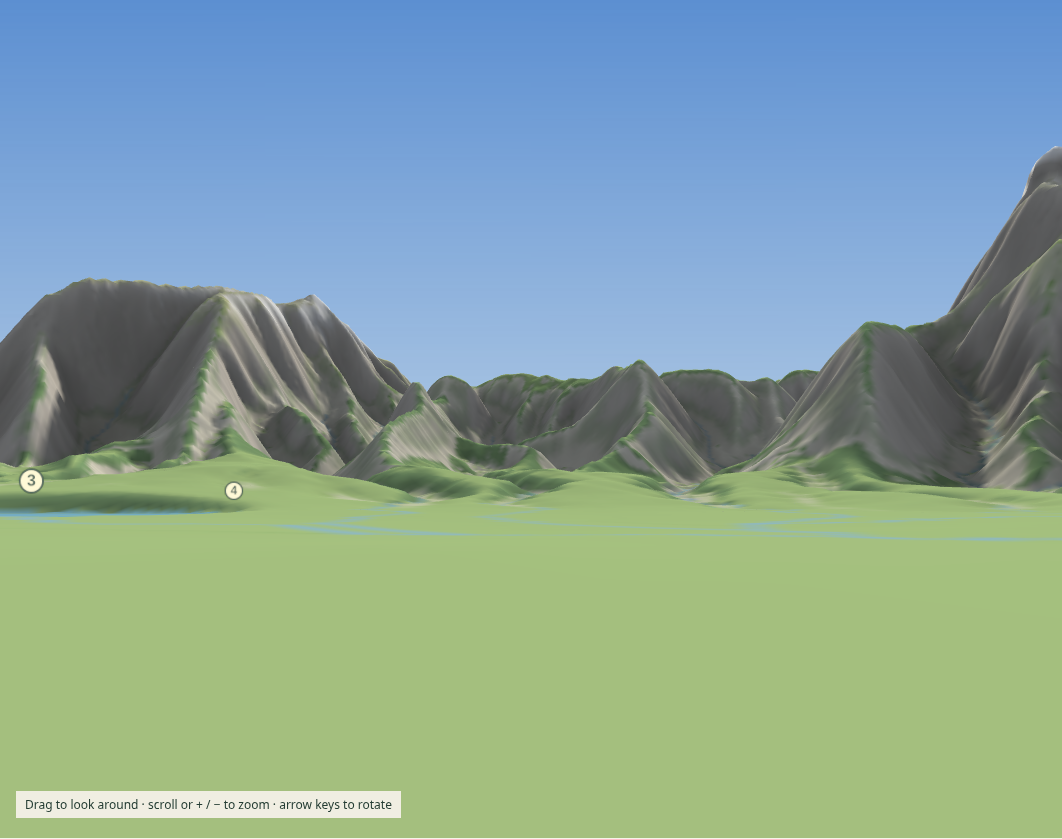 3
4
Drag to look around · scroll or + / − to zoom · arrow keys to rotate